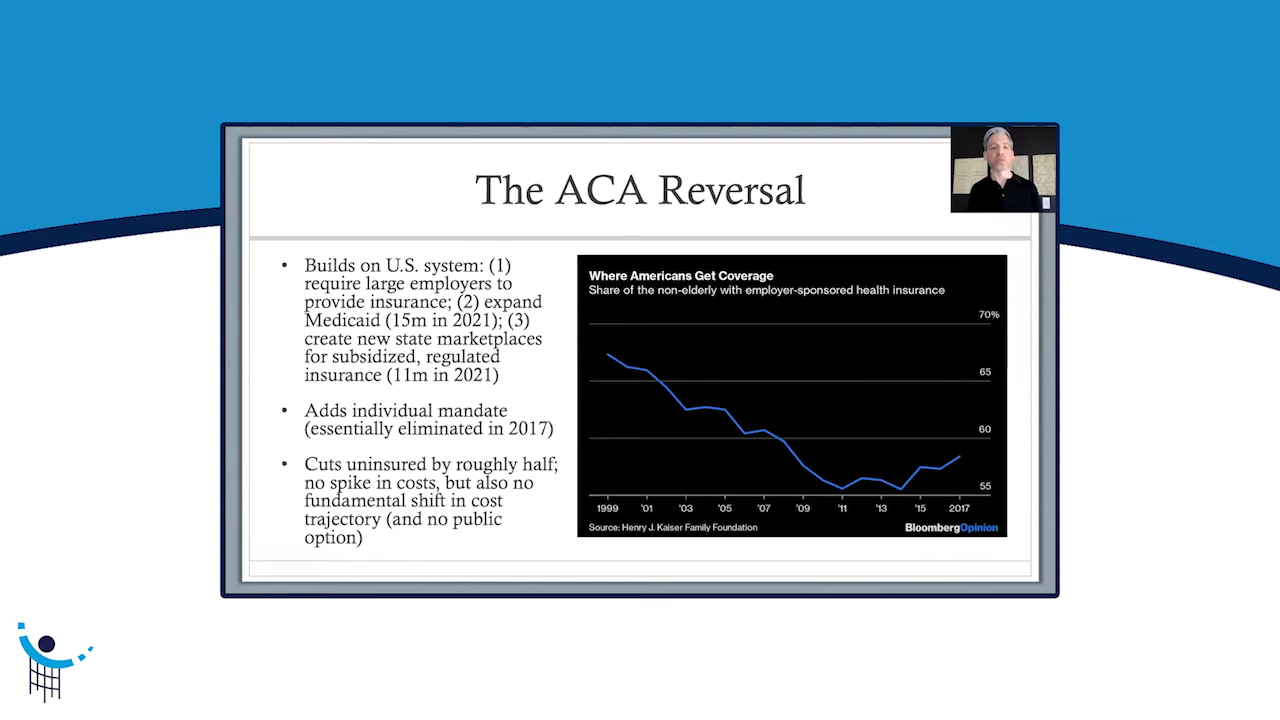 The ACA Reversal
• Builds on U.S. system: (1)
require large employers to
provide insurance; (2) expand
Medicaid (15m in 2021); (3)
create new state marketplaces
for subsidized, regulated
insurance (11m in 2021)
• Adds individual mandate
(essentially eliminated in 2017)
• Cuts uninsured by roughly half;
no spike in costs, but also no
fundamental shift in cost
trajectory (and no public
option)
Where Americans Get Coverage
Share of the non-elderly with employer-sponsored health insurance
70%
65
60
55
1999 '01 '03 '05 '07 '09 '11 '13 '15 2017
Source: Henry J. Kaiser Family Foundation
BloombergOpinion